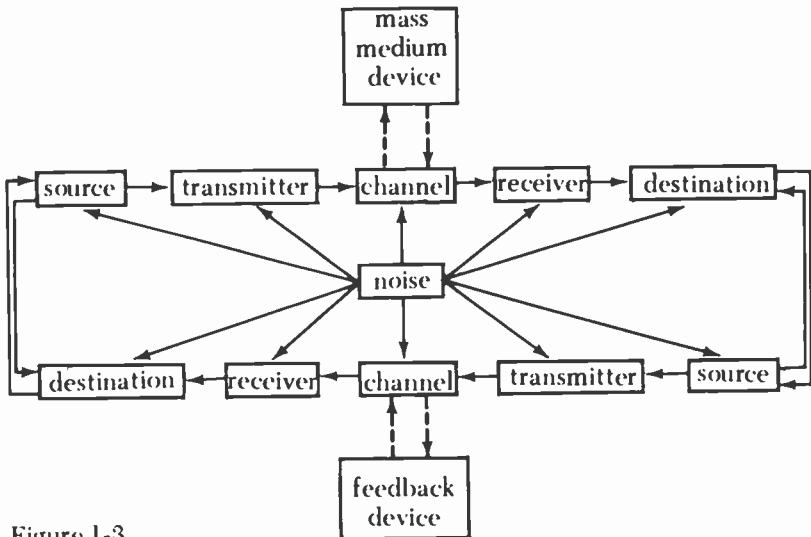 mass
medium
device
source transmitter channel receiver destination
noise
destination receiver channel transmitter source
feedback
device
Figure 1-3